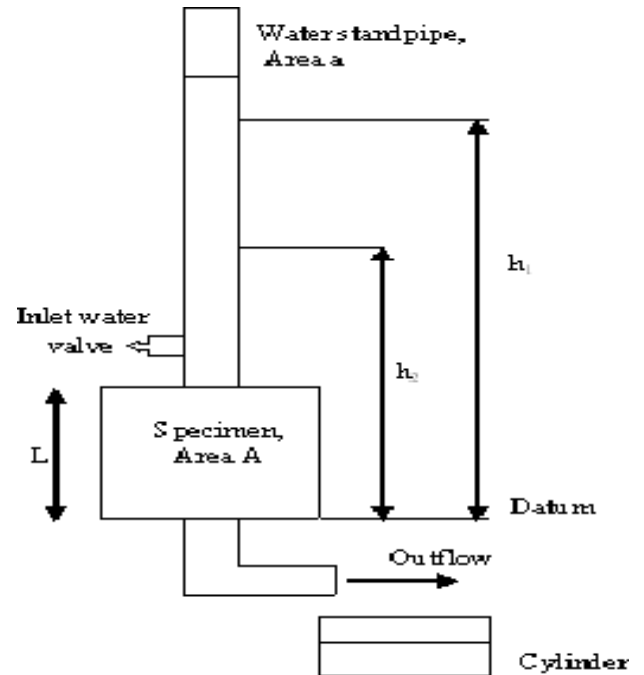 Water standpipe,
Area a
h₁
Inlet water
valve
h₂
Specimen,
Area A
L
Datum
Outflow
Cylinder